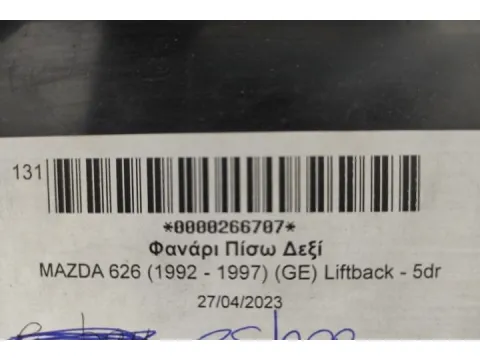 131
*0000266707*
Φανάρι Πίσω Δεξί
MAZDA 626 (1992 - 1997) (GE) Liftback - 5dr
27/04/2023